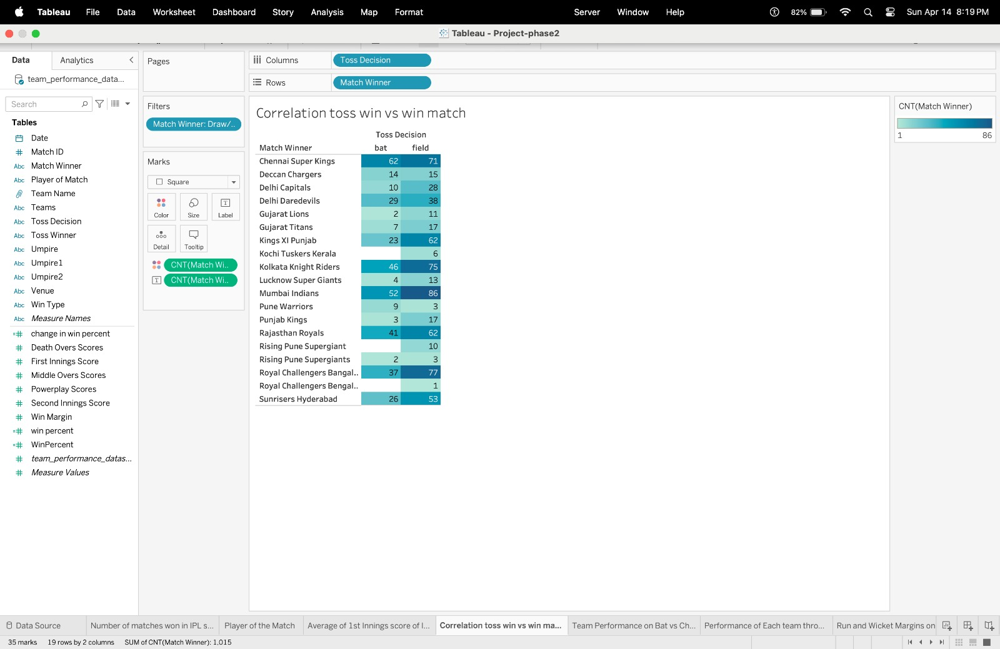 Tableau File Data Worksheet Dashboard Story Analysis Map Format Server Window Help 82% Sun Apr 14 8:19 PM
Tableau - Project-phase2
Data Analytics
team_performance_data...
Search
Tables
Date
Match ID
Abc Match Winner
Abc Player of Match
Team Name
Abc Teams
Abc Toss Decision
Abc Toss Winner
Abc Umpire
Abc Umpire1
Abc Umpire2
Abc Venue
Abc Win Type
Abc Measure Names
change in win percent
Death Overs Scores
First Innings Score
Middle Overs Scores
Powerplay Scores
Second Innings Score
Win Margin
win percent
WinPercent
team_performance_datas...
Measure Values
Pages
Filters
Match Winner: Draw/..
Marks
Square
Color Size Label
Detail Tooltip
CNT(Match Wi..
CNT(Match Wi..
Columns Toss Decision
Rows Match Winner
Correlation toss win vs win match
Toss Decision
Match Winner bat field
Chennai Super Kings 62 71
Deccan Chargers 14 15
Delhi Capitals 10 28
Delhi Daredevils 29 38
Gujarat Lions 2 11
Gujarat Titans 7 17
Kings XI Punjab 23 62
Kochi Tuskers Kerala 6
Kolkata Knight Riders 46 75
Lucknow Super Giants 4 13
Mumbai Indians 52 86
Pune Warriors 9 3
Punjab Kings 3 17
Rajasthan Royals 41 62
Rising Pune Supergiant 10
Rising Pune Supergiants 2 3
Royal Challengers Bangal.. 37 77
Royal Challengers Bengal.. 1
Sunrisers Hyderabad 26 53
CNT(Match Winner)
1 86
Data Source Number of matches won in IPL s... Player of the Match Average of 1st Innings score of I... Correlation toss win vs win ma... Team Performance on Bat vs Ch... Performance of Each team thro... Run and Wicket Margins on
35 marks 19 rows by 2 columns SUM of CNT(Match Winner): 1,015